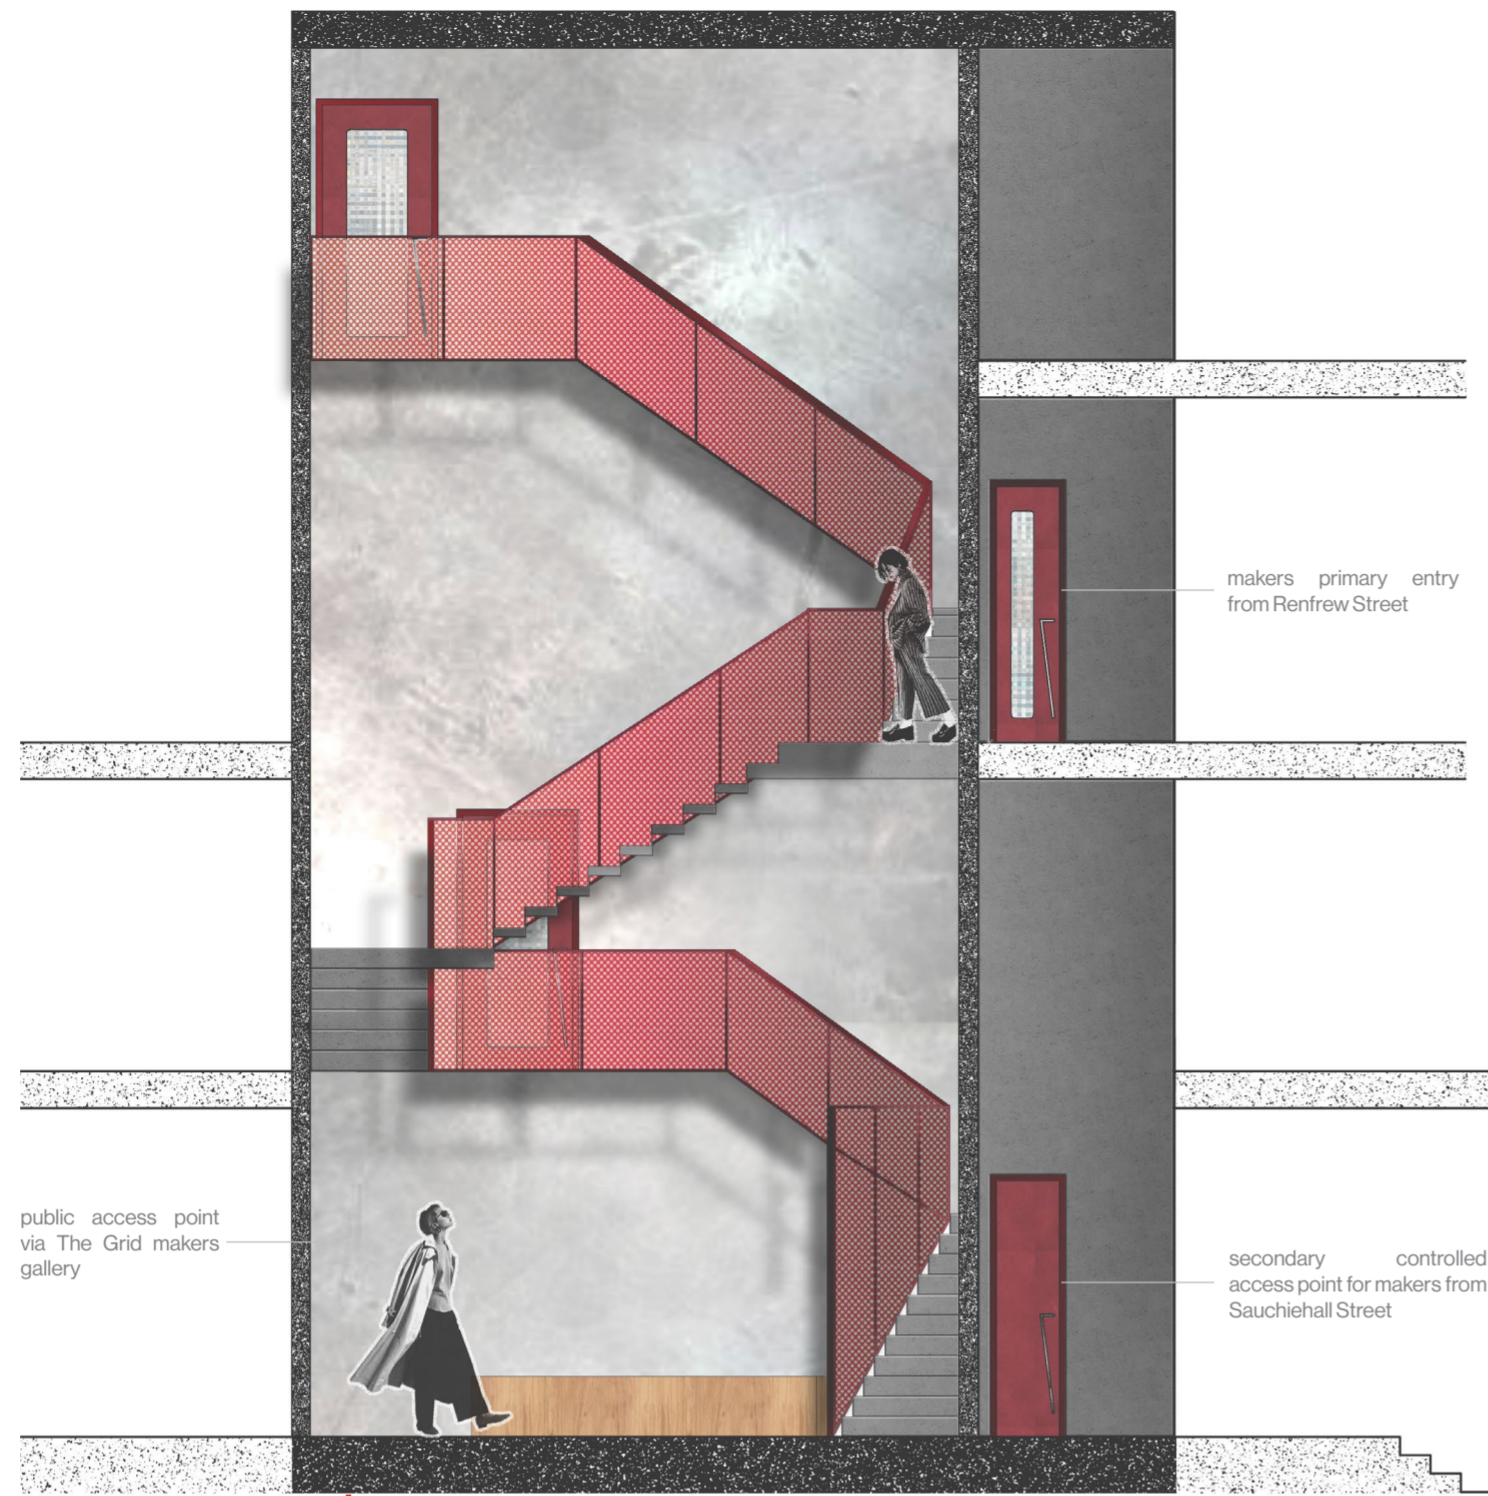 makers primary entry
from Renfrew Street
public access point
via The Grid makers
gallery
secondary controlled
access point for makers from
Sauchiehall Street